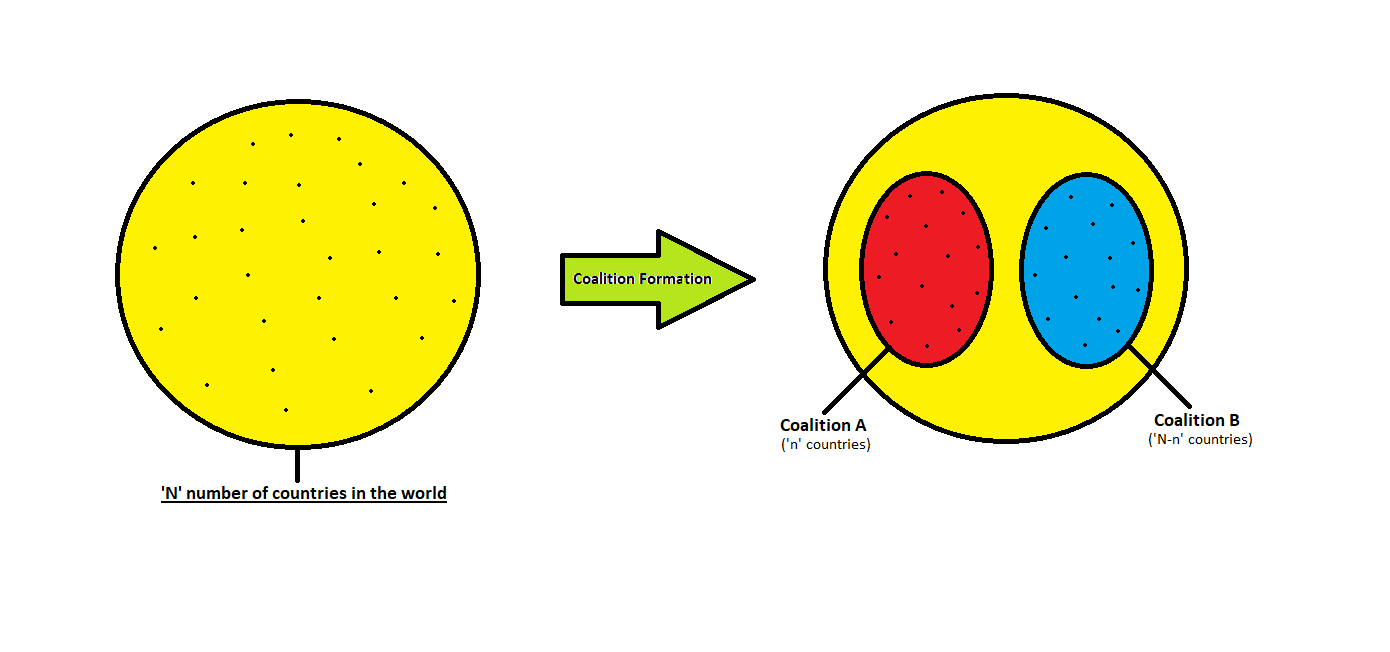 'N' number of countries in the world
Coalition Formation
Coalition A
('n' countries)
Coalition B
('N-n' countries)